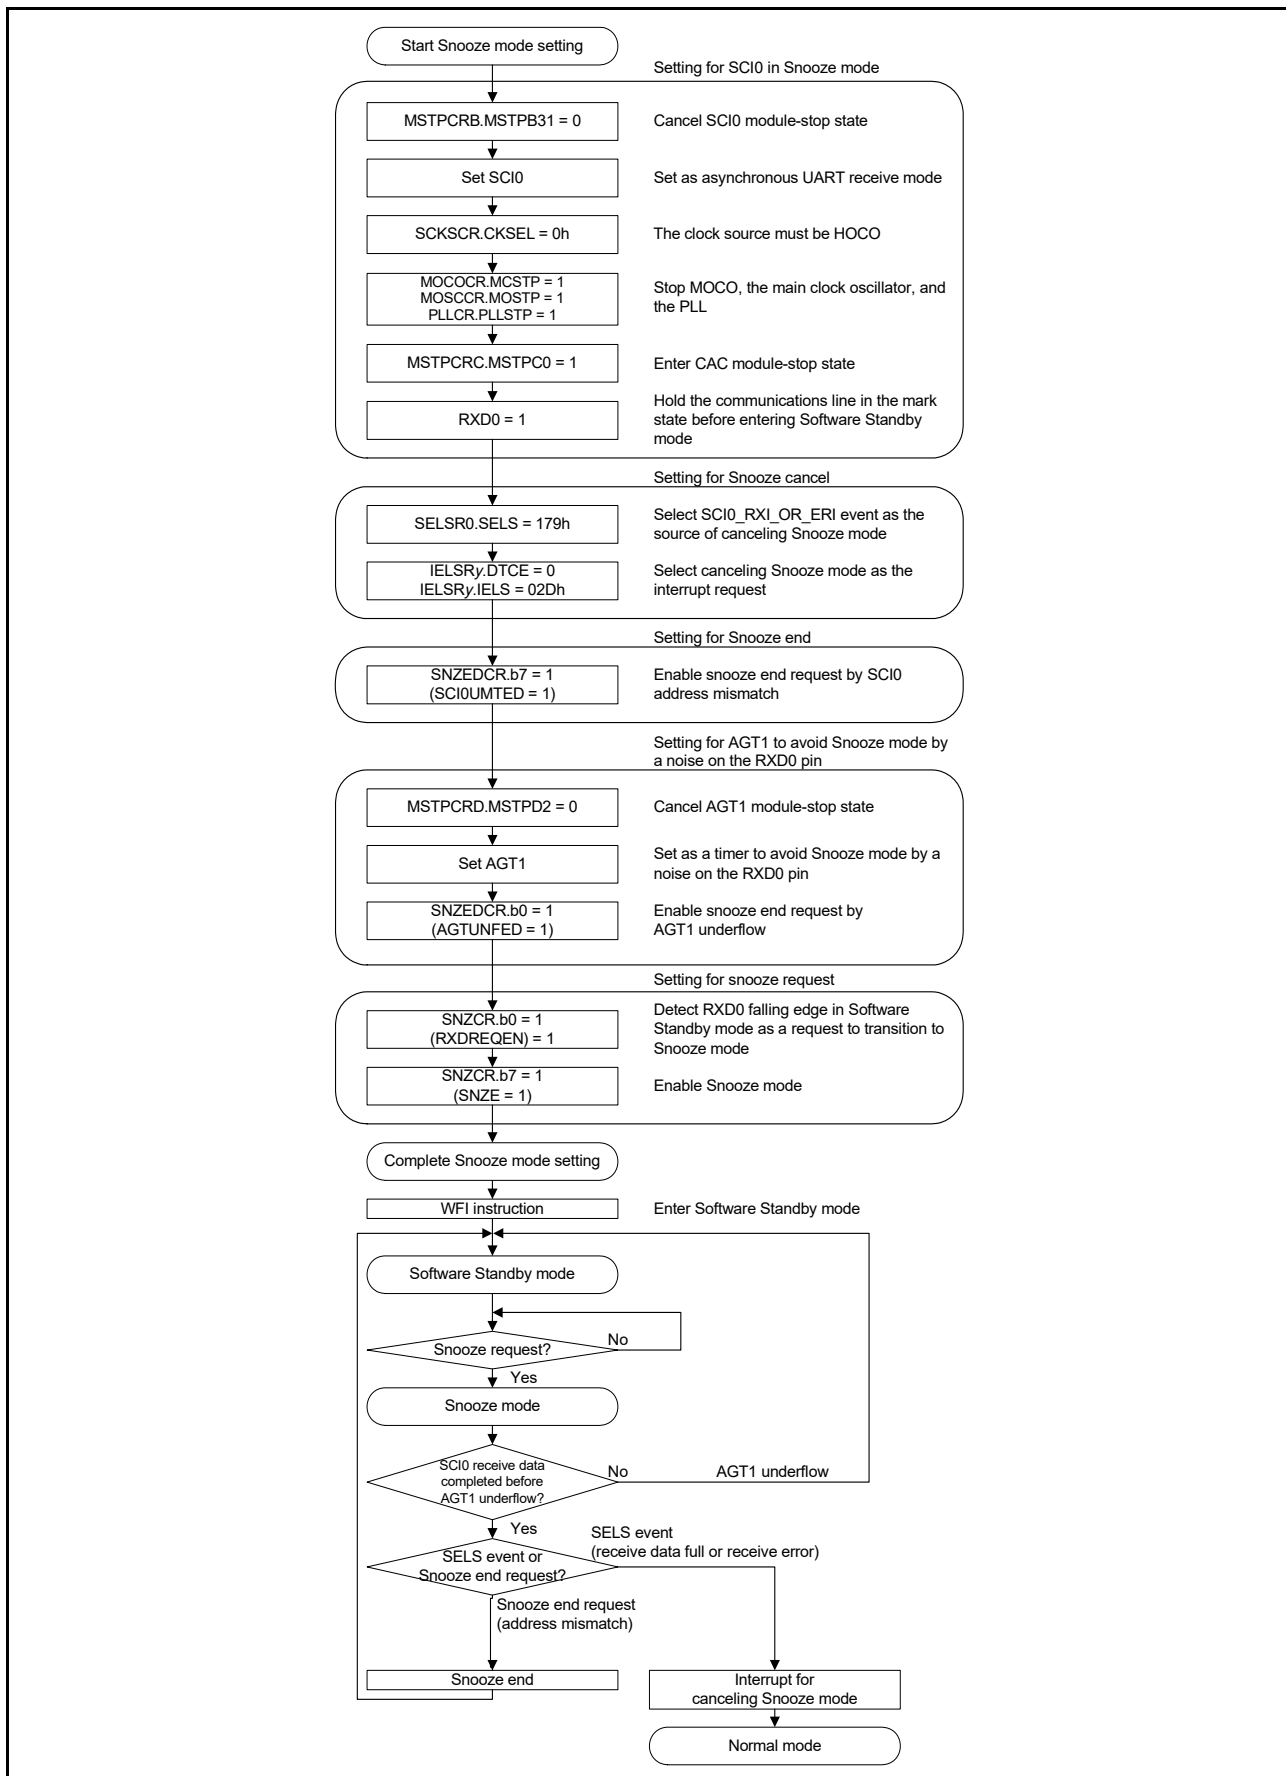 Start Snooze mode setting
Setting for SCI0 in Snooze mode
MSTPCRB.MSTPB31 = 0
Cancel SCI0 module-stop state
Set SCI0
Set as asynchronous UART receive mode
SCKSCR.CKSEL = 0h
The clock source must be HOCO
MOCOCR.MCSTP = 1
MOSCCR.MOSTP = 1
PLLCR.PLLSTP = 1
Stop MOCO, the main clock oscillator, and
the PLL
MSTPCRC.MSTPC0 = 1
Enter CAC module-stop state
RXD0 = 1
Hold the communications line in the mark
state before entering Software Standby
mode
Setting for Snooze cancel
SELSR0.SELS = 179h
Select SCI0_RXI_OR_ERI event as the
source of canceling Snooze mode
IELSRy.DTCE = 0
IELSRy.IELS = 02Dh
Select canceling Snooze mode as the
interrupt request
Setting for Snooze end
SNZEDCR.b7 = 1
(SCI0UMTED = 1)
Enable snooze end request by SCI0
address mismatch
Setting for AGT1 to avoid Snooze mode by
a noise on the RXD0 pin
MSTPCRD.MSTPD2 = 0
Cancel AGT1 module-stop state
Set AGT1
Set as a timer to avoid Snooze mode by a
noise on the RXD0 pin
SNZEDCR.b0 = 1
(AGTUNFED = 1)
Enable snooze end request by
AGT1 underflow
Setting for snooze request
SNZCR.b0 = 1
(RXDREQEN) = 1
Detect RXD0 falling edge in Software
Standby mode as a request to transition to
Snooze mode
SNZCR.b7 = 1
(SNZE = 1)
Enable Snooze mode
Complete Snooze mode setting
WFI instruction
Enter Software Standby mode
Software Standby mode
Snooze request?
No
Yes
Snooze mode
SCI0 receive data
completed before
AGT1 underflow?
No
AGT1 underflow
Yes
SELS event
(receive data full or receive error)
SELS event or
Snooze end request?
Snooze end request
(address mismatch)
Snooze end
Interrupt for
canceling Snooze mode
Normal mode